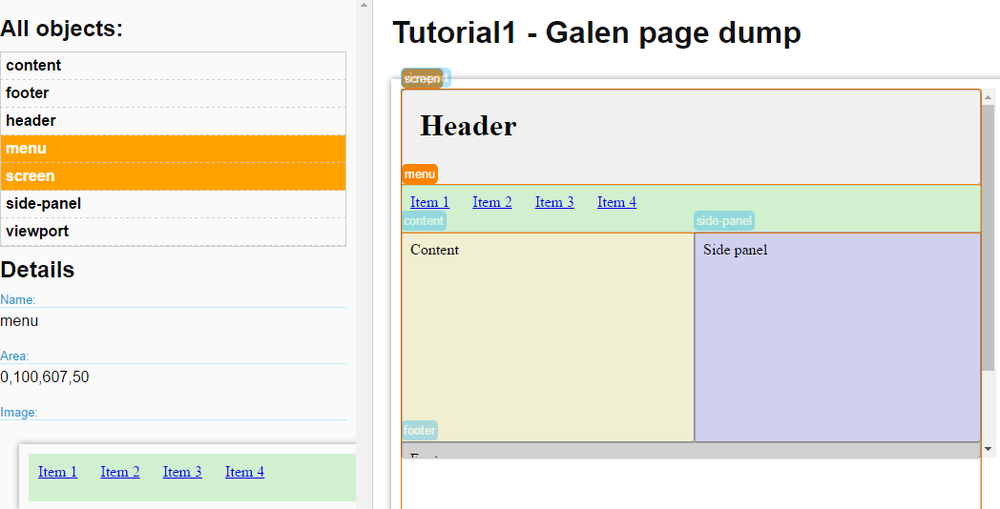 All objects:
content
footer
header
menu
screen
side-panel
viewport
Details
Name:
menu
Area:
0,100,607,50
Image:
Item 1 Item 2 Item 3 Item 4
Tutorial1 - Galen page dump
screen
Header
menu
Item 1 Item 2 Item 3 Item 4
content side-panel
Content Side panel
footer